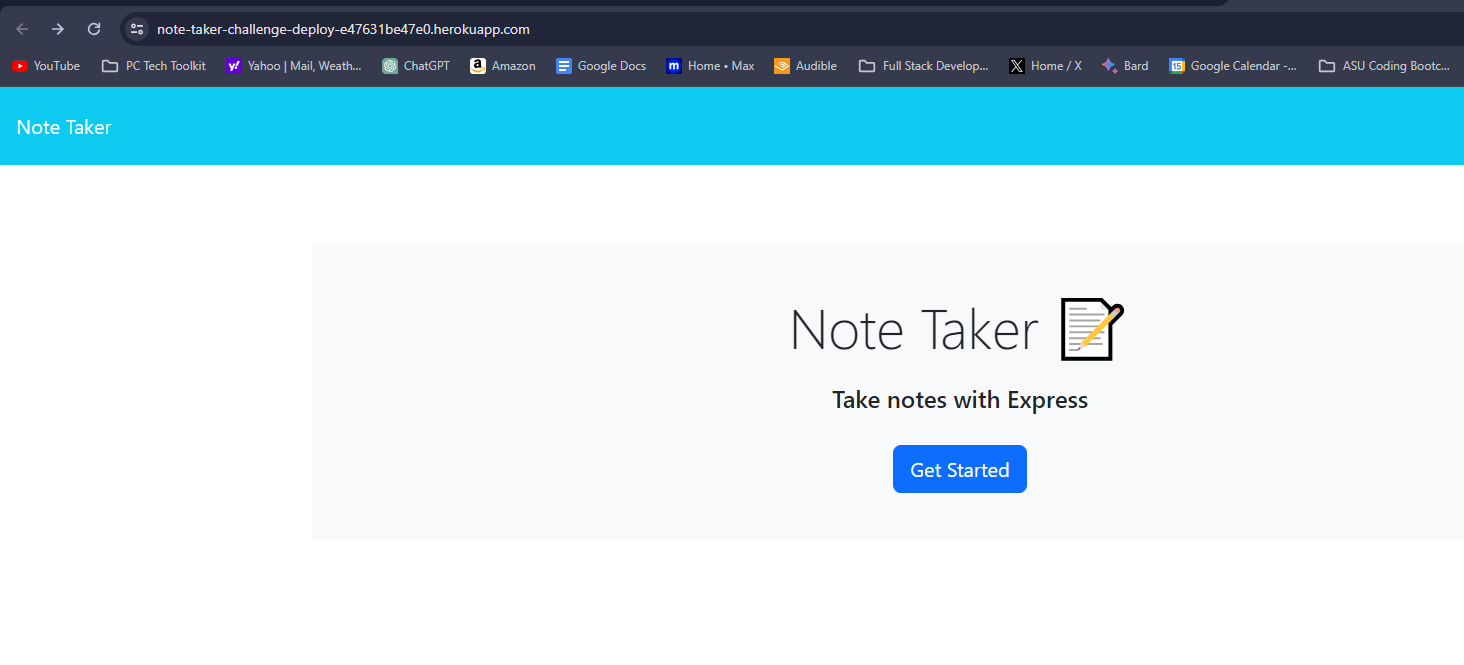 note-taker-challenge-deploy-e47631be47e0.herokuapp.com
YouTube PC Tech Toolkit y! Yahoo | Mail, Weath... ChatGPT a Amazon Google Docs m Home • Max Audible Full Stack Develop... X Home / X Bard 15 Google Calendar -... ASU Coding Bootc...
Note Taker
Note Taker
Take notes with Express
Get Started